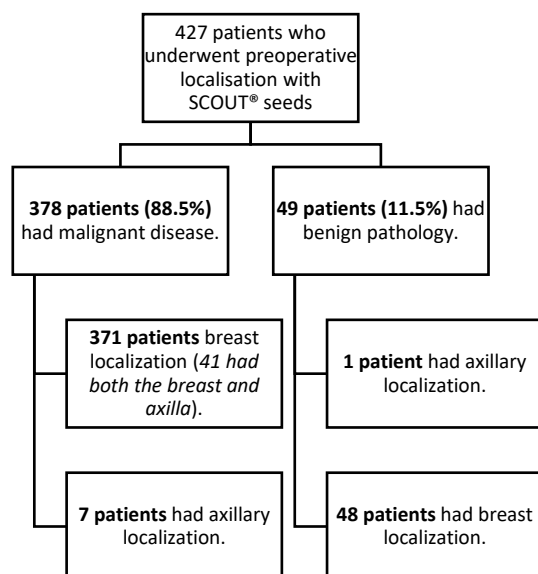 427 patients who
underwent preoperative
localisation with
SCOUT® seeds
378 patients (88.5%)
had malignant disease.
49 patients (11.5%) had
benign pathology.
371 patients breast
localization (41 had
both the breast and
axilla).
1 patient had axillary
localization.
7 patients had axillary
localization.
48 patients had breast
localization.